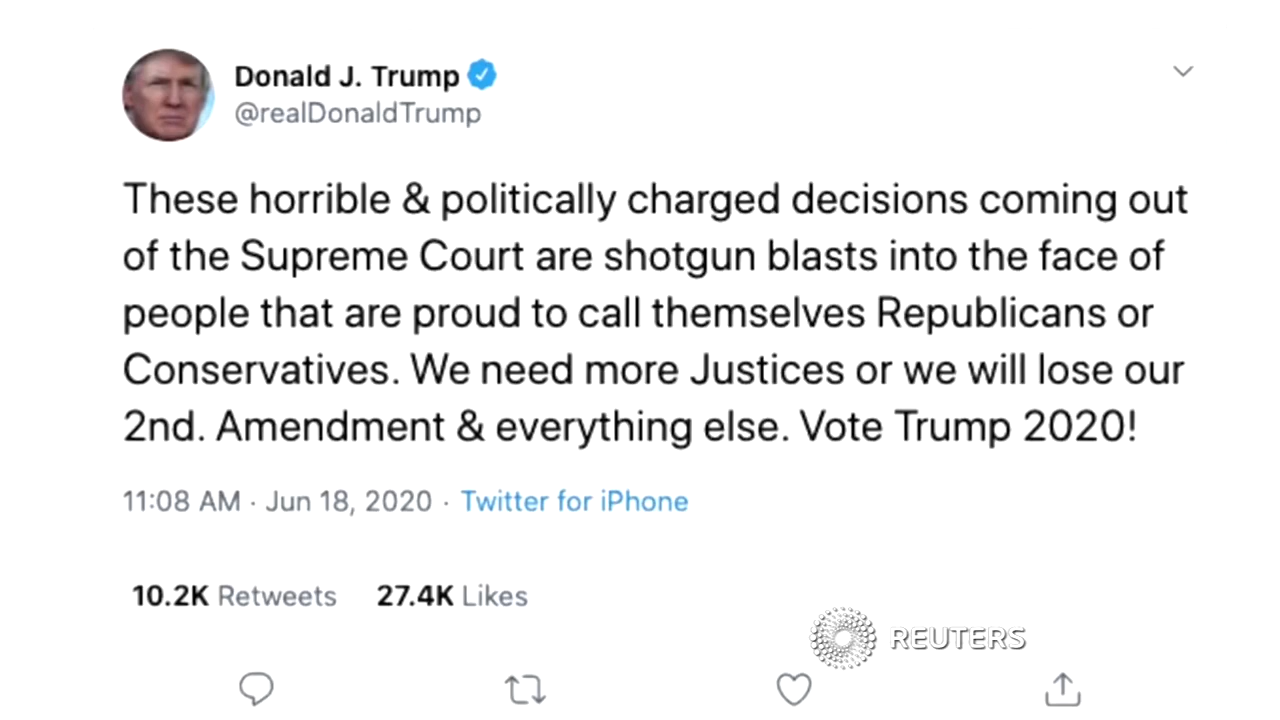 Donald J. Trump
@realDonaldTrump
These horrible & politically charged decisions coming out
of the Supreme Court are shotgun blasts into the face of
people that are proud to call themselves Republicans or
Conservatives. We need more Justices or we will lose our
2nd. Amendment & everything else. Vote Trump 2020!
11:08 AM · Jun 18, 2020 · Twitter for iPhone
10.2K Retweets 27.4K Likes
REUTERS